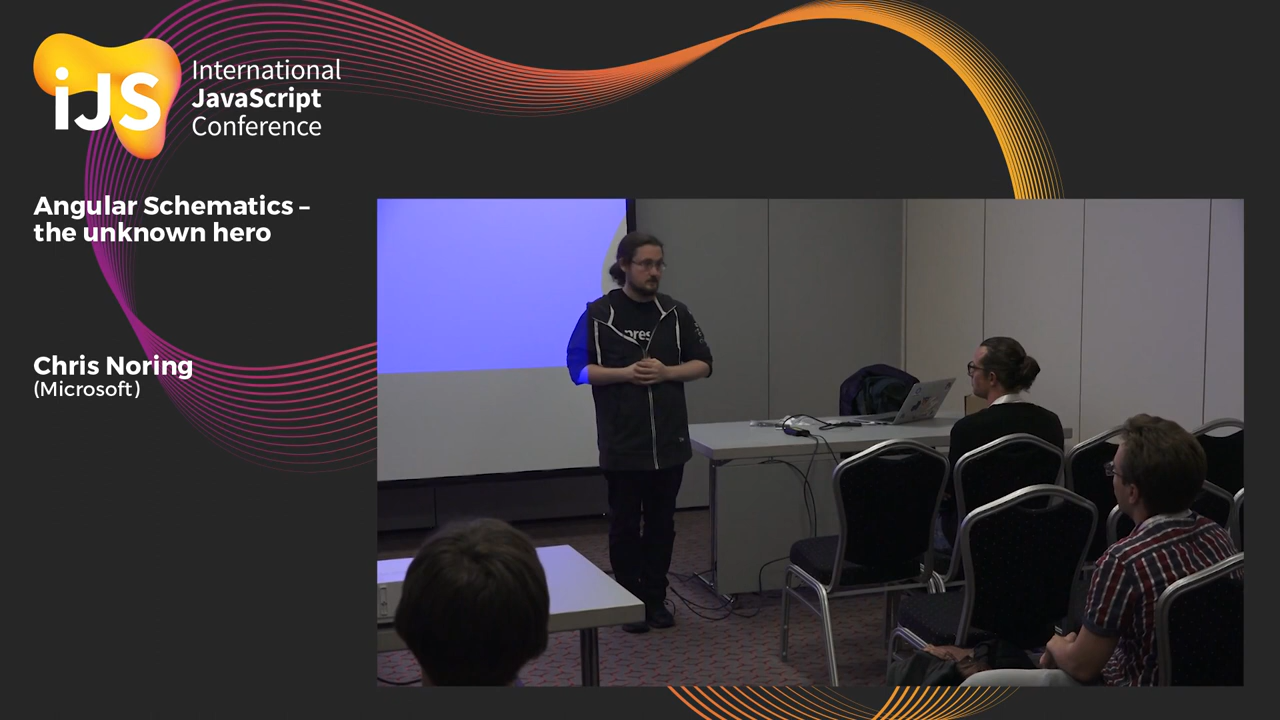 iJS
International
JavaScript
Conference
Angular Schematics –
the unknown hero
Chris Noring
(Microsoft)